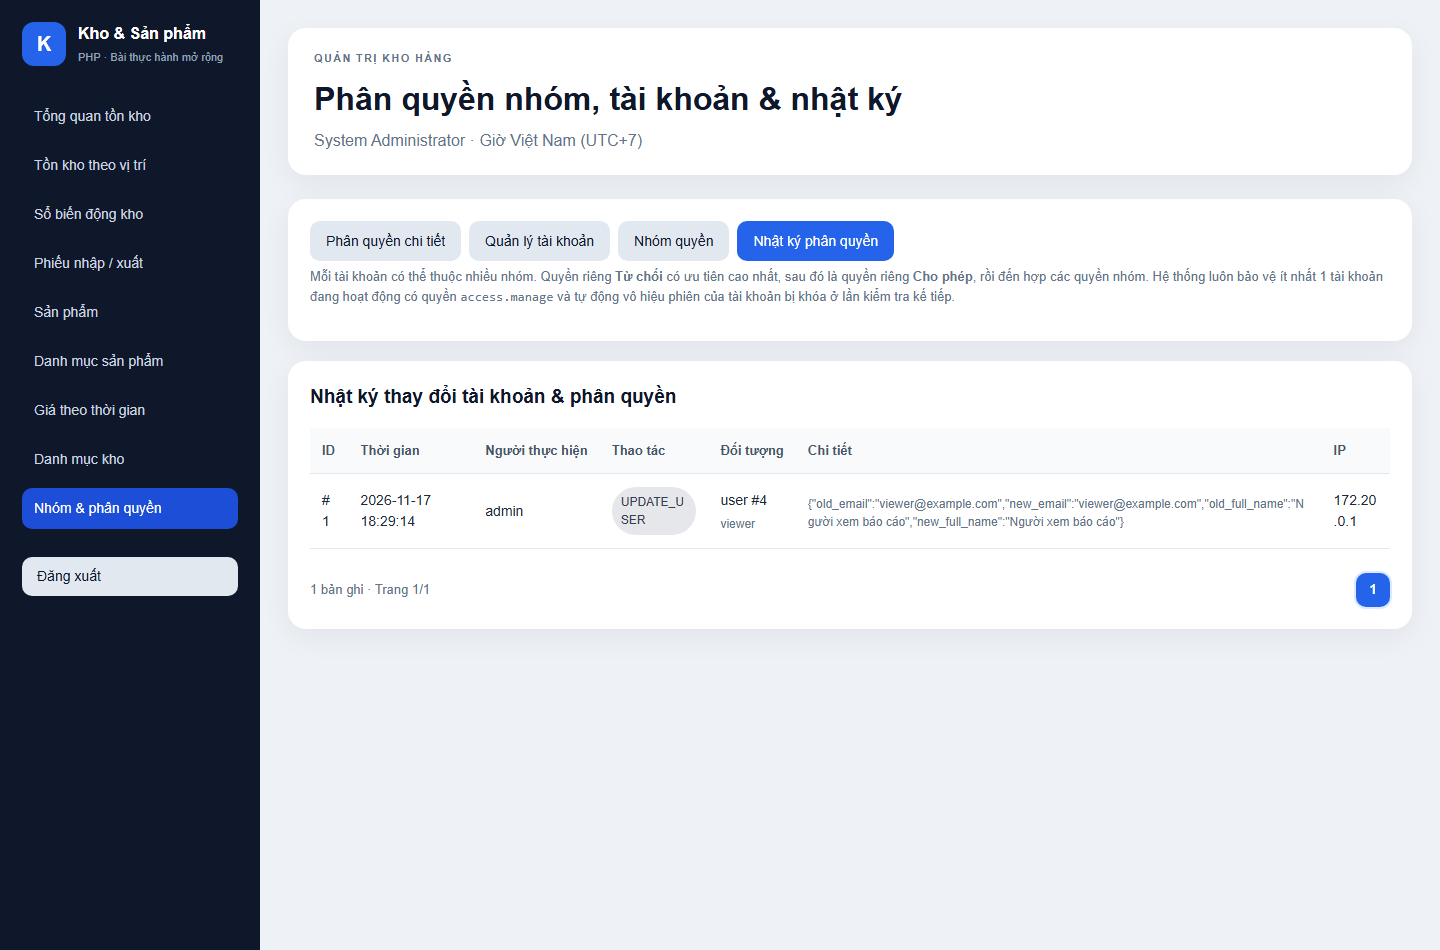 K
Kho & Sản phẩm
PHP · Bài thực hành mở rộng
Tổng quan tồn kho
Tồn kho theo vị trí
Sổ biến động kho
Phiếu nhập / xuất
Sản phẩm
Danh mục sản phẩm
Giá theo thời gian
Danh mục kho
Nhóm & phân quyền
Đăng xuất
QUẢN TRỊ KHO HÀNG
Phân quyền nhóm, tài khoản & nhật ký
System Administrator · Giờ Việt Nam (UTC+7)
Phân quyền chi tiết Quản lý tài khoản Nhóm quyền Nhật ký phân quyền
Mỗi tài khoản có thể thuộc nhiều nhóm. Quyền riêng Từ chối có ưu tiên cao nhất, sau đó là quyền riêng Cho phép, rồi đến hợp các quyền nhóm. Hệ thống luôn bảo vệ ít nhất 1 tài khoản
đang hoạt động có quyền access.manage và tự động vô hiệu phiên của tài khoản bị khóa ở lần kiểm tra kế tiếp.
Nhật ký thay đổi tài khoản & phân quyền
ID Thời gian Người thực hiện Thao tác Đối tượng Chi tiết IP
# 2026-11-17 admin UPDATE_U user #4 {"old_email":"viewer@example.com","new_email":"viewer@example.com","old_full_name":"N 172.20
1 18:29:14 SER viewer gười xem báo cáo","new_full_name":"Người xem báo cáo"} .0.1
1 bản ghi · Trang 1/1
1